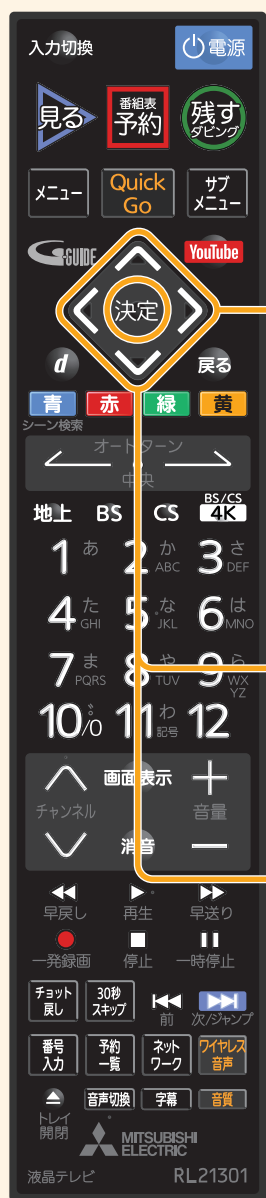 入力切換
電源
見る
番組表
予約
残す
ダビング
メニュー
Quick
Go
サブ
メニュー
G-GUIDE
YouTube
決定
d
戻る
青 赤 緑 黄
シーン検索
オートターン
中央
地上 BS CS BS/CS
4K
1 あ 2 か ABC 3 さ DEF
4 た GHI 5 な JKL 6 は MNO
7 ま PQRS 8 や TUV 9 ら WX
YZ
10/0 11 わ 記号 12
画面表示
チャンネル 音量
消音
早戻し 再生 早送り
一発録画 停止 一時停止
チョット
戻し
30秒
スキップ
前 次/ジャンプ
番号
入力
予約
一覧
ネット
ワーク
ワイヤレス
音声
トレイ
開閉
音声切換 字幕 音質
MITSUBISHI
ELECTRIC
液晶テレビ RL21301